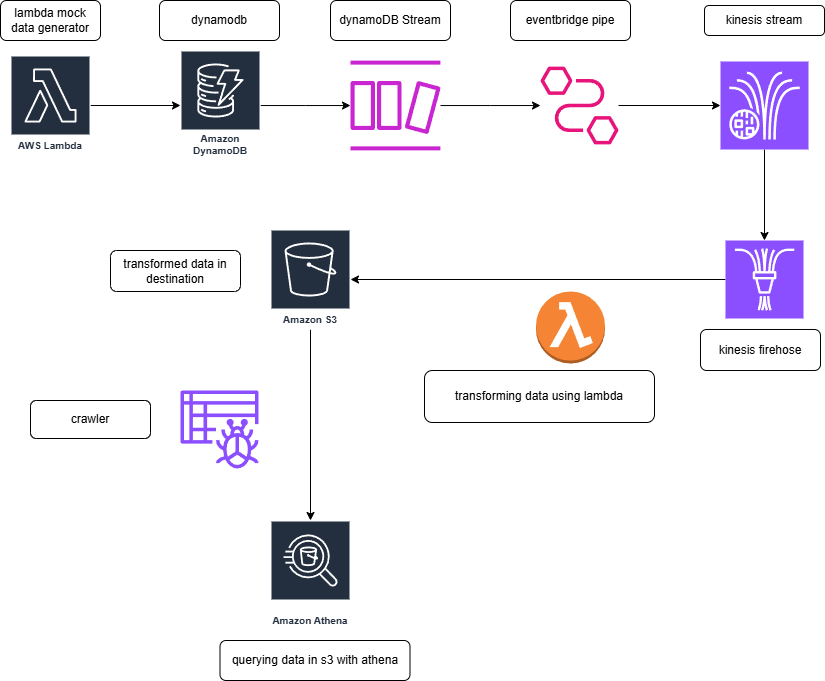 lambda mock
data generator
dynamodb
dynamoDB Stream
eventbridge pipe
kinesis stream
AWS Lambda
Amazon
DynamoDB
transformed data in
destination
Amazon S3
kinesis firehose
transforming data using lambda
crawler
Amazon Athena
querying data in s3 with athena